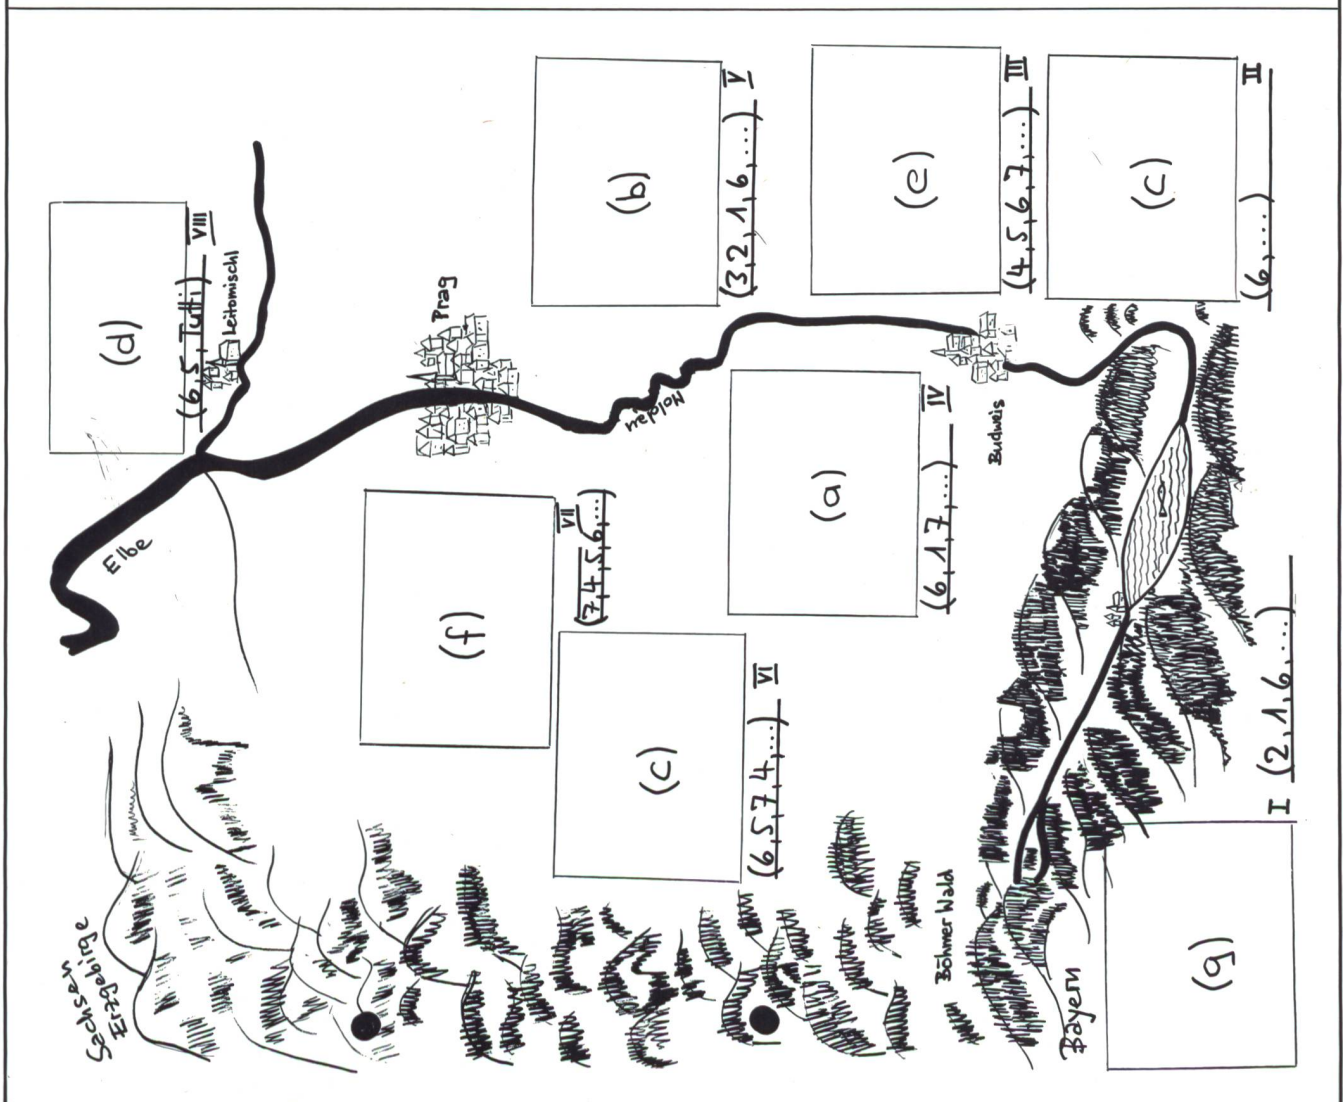 Sachsen
Erzgebirge
Elbe
(d)
VIII
(6,5,Tutti)
Leitomischl
Prag
Moldau
(f)
VII
(7,4,5,6,....)
(c)
VI
(6,5,7,4,....)
(b)
V
(3,2,1,6,....)
(a)
IV
(6,1,7,....)
(e)
III
(4,5,6,7,....)
Budweis
(c)
II
(6,....)
Böhmer Wald
Bayern
(g)
I
(2,1,6,....)